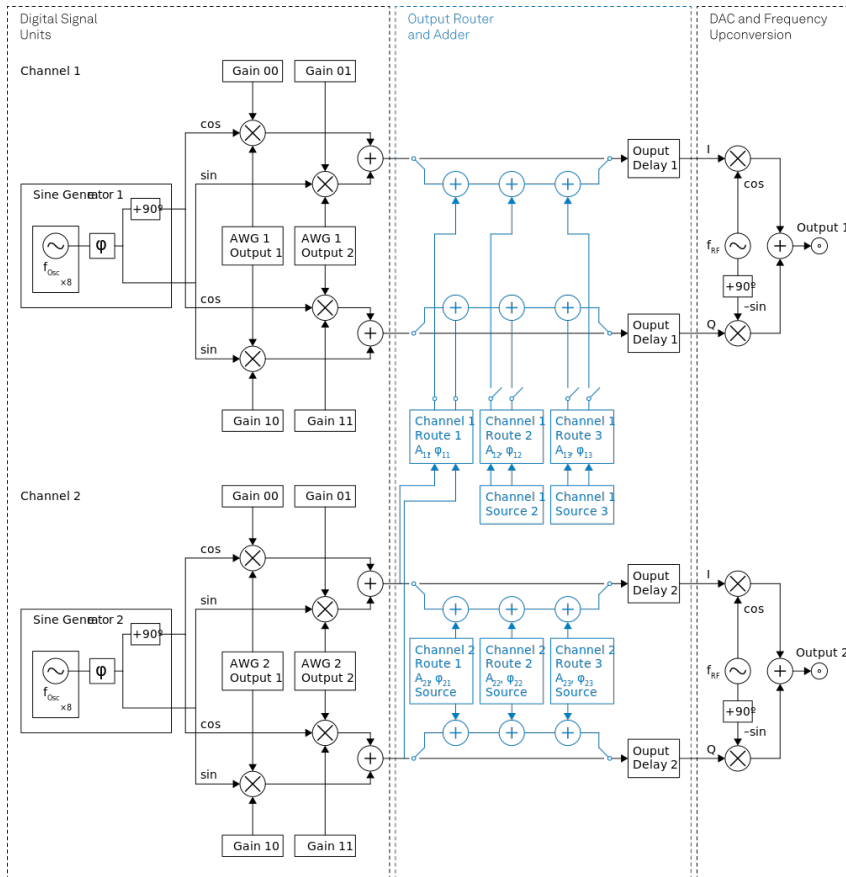 Digital Signal
Units
Output Router
and Adder
DAC and Frequency
Upconversion
Channel 1
Gain 00
Gain 01
cos
sin
Sine Generator 1
+90º
φ
fOsc
×8
AWG 1
Output 1
AWG 1
Output 2
cos
sin
Gain 10
Gain 11
Ouput
Delay 1
I
cos
fRF
+90º
–sin
Output 1
Ouput
Delay 1
Q
Channel 1
Route 1
A11, φ11
Channel 1
Route 2
A12, φ12
Channel 1
Route 3
A13, φ13
Channel 1
Source 2
Channel 1
Source 3
Channel 2
Gain 00
Gain 01
cos
sin
Sine Generator 2
+90º
φ
fOsc
×8
AWG 2
Output 1
AWG 2
Output 2
cos
sin
Gain 10
Gain 11
Ouput
Delay 2
I
cos
Channel 2
Route 1
A21, φ21
Source
Channel 2
Route 2
A22, φ22
Source
Channel 2
Route 3
A23, φ23
Source
fRF
+90º
–sin
Output 2
Ouput
Delay 2
Q